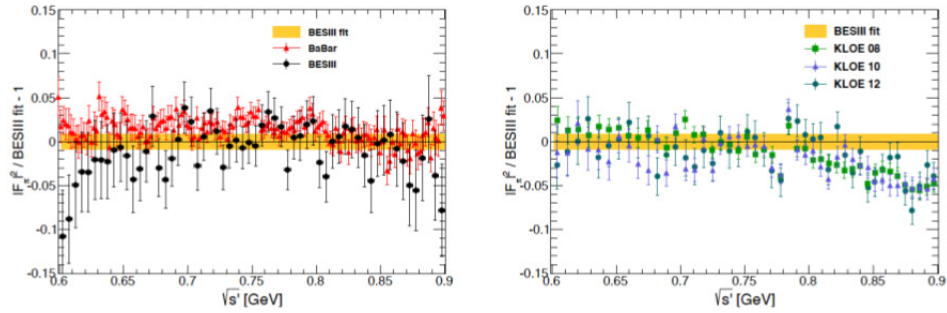 0.15
0.1
0.05
0
-0.05
-0.1
-0.15
|F_π|² / BESIII fit - 1
BESIII fit
BaBar
BESIII
0.6 0.65 0.7 0.75 0.8 0.85 0.9
√s' [GeV]
0.15
0.1
0.05
0
-0.05
-0.1
-0.15
|F_π|² / BESIII fit - 1
BESIII fit
KLOE 08
KLOE 10
KLOE 12
0.6 0.65 0.7 0.75 0.8 0.85 0.9
√s' [GeV]